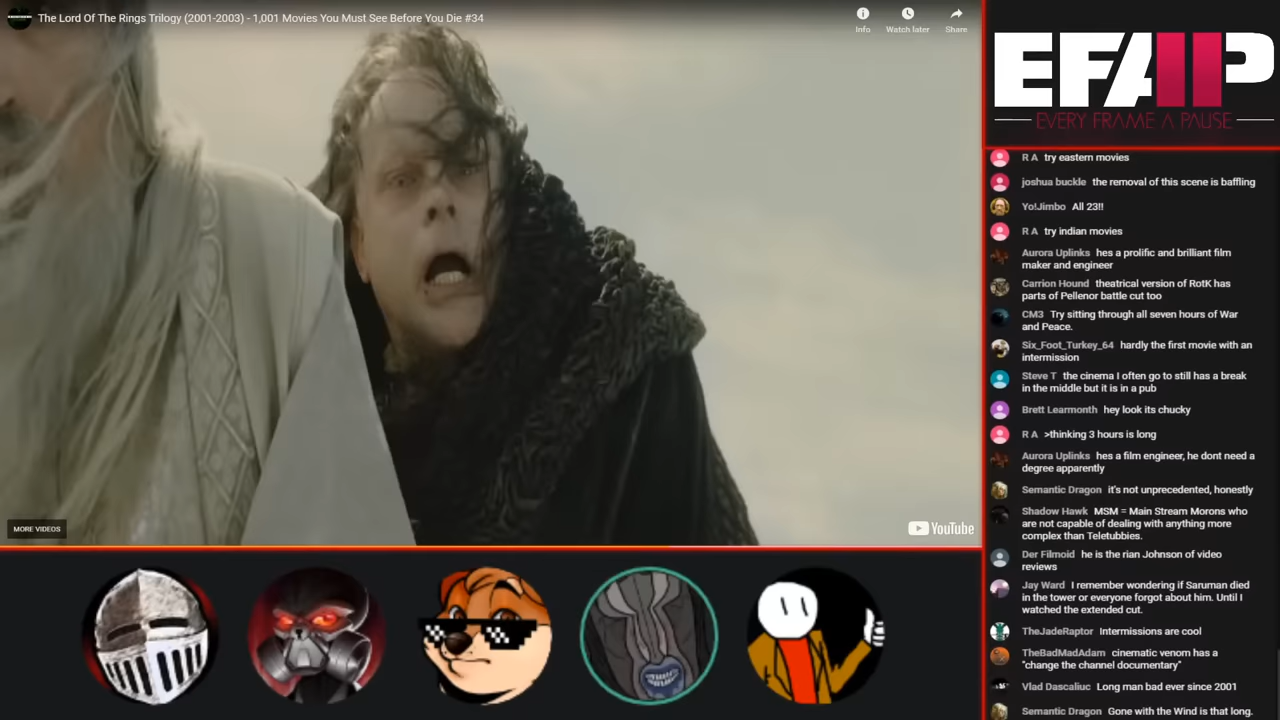 The Lord Of The Rings Trilogy (2001-2003) - 1,001 Movies You Must See Before You Die #34
Info
Watch later
Share
MORE VIDEOS
YouTube
EFAP
EVERY FRAME A PAUSE
R A try eastern movies
joshua buckle the removal of this scene is baffling
Yo!Jimbo All 23!!
R A try indian movies
Aurora Uplinks hes a prolific and brilliant film
maker and engineer
Carrion Hound theatrical version of RotK has
parts of Pellenor battle cut too
CM3 Try sitting through all seven hours of War
and Peace.
Six_Foot_Turkey_64 hardly the first movie with an
intermission
Steve T the cinema I often go to still has a break
in the middle but it is in a pub
Brett Learmonth hey look its chucky
R A >thinking 3 hours is long
Aurora Uplinks hes a film engineer, he dont need a
degree apparently
Semantic Dragon it's not unprecedented, honestly
Shadow Hawk MSM = Main Stream Morons who
are not capable of dealing with anything more
complex than Teletubbies.
Der Filmoid he is the rian Johnson of video
reviews
Jay Ward I remember wondering if Saruman died
in the tower or everyone forgot about him. Until I
watched the extended cut.
TheJadeRaptor Intermissions are cool
TheBadMadAdam cinematic venom has a
"change the channel documentary"
Vlad Dascaliuc Long man bad ever since 2001
Semantic Dragon Gone with the Wind is that long.